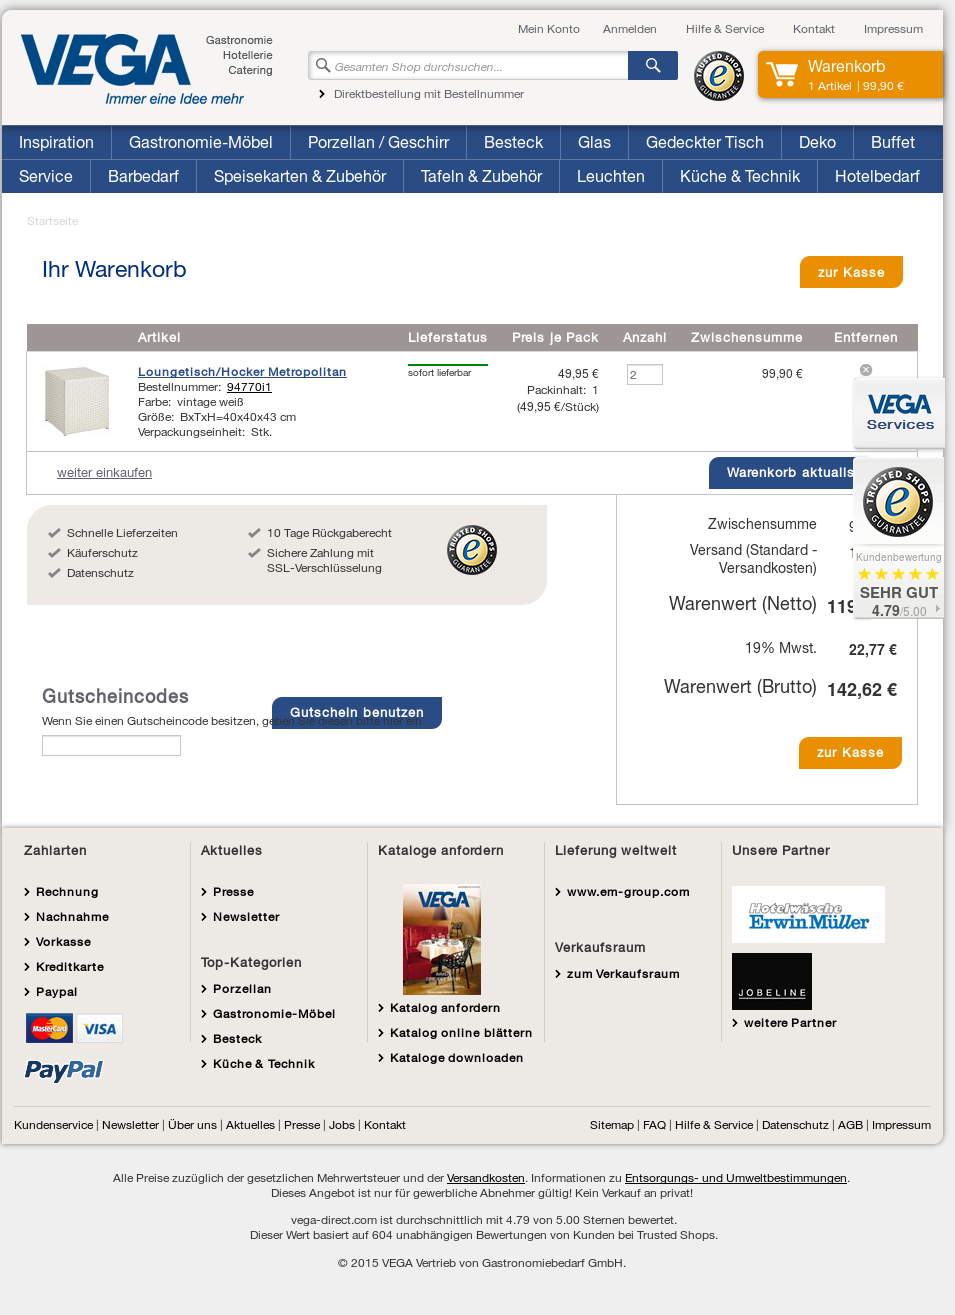 Mein Konto Anmelden Hilfe & Service Kontakt Impressum
VEGA
Gastronomie
Hotellerie
Catering
Immer eine Idee mehr
Gesamten Shop durchsuchen...
Direktbestellung mit Bestellnummer
TRUSTED SHOPS GUARANTEE
Warenkorb
1 Artikel | 99,90 €
Inspiration Gastronomie-Möbel Porzellan / Geschirr Besteck Glas Gedeckter Tisch Deko Buffet
Service Barbedarf Speisekarten & Zubehör Tafeln & Zubehör Leuchten Küche & Technik Hotelbedarf
Startseite
Ihr Warenkorb
zur Kasse
Artikel Lieferstatus Preis je Pack Anzahl Zwischensumme Entfernen
Loungetisch/Hocker Metropolitan
Bestellnummer: 94770i1
Farbe: vintage weiß
Größe: BxTxH=40x40x43 cm
Verpackungseinheit: Stk.
sofort lieferbar
49,95 €
Packinhalt: 1
(49,95 €/Stück)
2
99,90 €
VEGA
Services
weiter einkaufen
Warenkorb aktualis
Schnelle Lieferzeiten
Käuferschutz
Datenschutz
10 Tage Rückgaberecht
Sichere Zahlung mit
SSL-Verschlüsselung
TRUSTED SHOPS GUARANTEE
TRUSTED SHOPS GUARANTEE
Kundenbewertung
SEHR GUT
4.79/5.00
Zwischensumme
Versand (Standard -
Versandkosten)
Warenwert (Netto) 119
19% Mwst. 22,77 €
Warenwert (Brutto) 142,62 €
zur Kasse
Gutscheincodes
Wenn Sie einen Gutscheincode besitzen, geben Sie diesen bitte hier ein.
Gutschein benutzen
Zahlarten
Rechnung
Nachnahme
Vorkasse
Kreditkarte
Paypal
MasterCard VISA
PayPal
Aktuelles
Presse
Newsletter
Top-Kategorien
Porzellan
Gastronomie-Möbel
Besteck
Küche & Technik
Kataloge anfordern
VEGA
Katalog anfordern
Katalog online blättern
Kataloge downloaden
Lieferung weltweit
www.em-group.com
Verkaufsraum
zum Verkaufsraum
Unsere Partner
Hotelwäsche
Erwin Müller
JOBELINE
weitere Partner
Kundenservice | Newsletter | Über uns | Aktuelles | Presse | Jobs | Kontakt
Sitemap | FAQ | Hilfe & Service | Datenschutz | AGB | Impressum
Alle Preise zuzüglich der gesetzlichen Mehrwertsteuer und der Versandkosten. Informationen zu Entsorgungs- und Umweltbestimmungen.
Dieses Angebot ist nur für gewerbliche Abnehmer gültig! Kein Verkauf an privat!
vega-direct.com ist durchschnittlich mit 4.79 von 5.00 Sternen bewertet.
Dieser Wert basiert auf 604 unabhängigen Bewertungen von Kunden bei Trusted Shops.
© 2015 VEGA Vertrieb von Gastronomiebedarf GmbH.